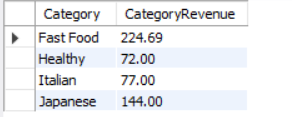 Category CategoryRevenue
Fast Food 224.69
Healthy 72.00
Italian 77.00
Japanese 144.00